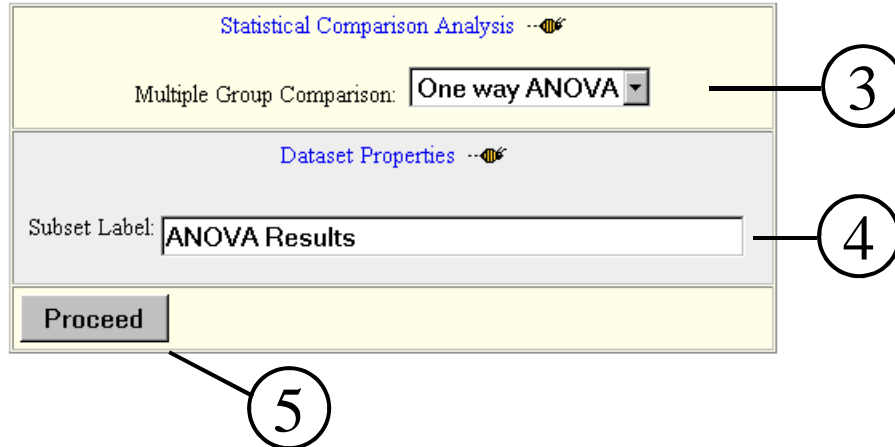 Statistical Comparison Analysis
Multiple Group Comparison: One way ANOVA
3
Dataset Properties
Subset Label: ANOVA Results
4
Proceed
5